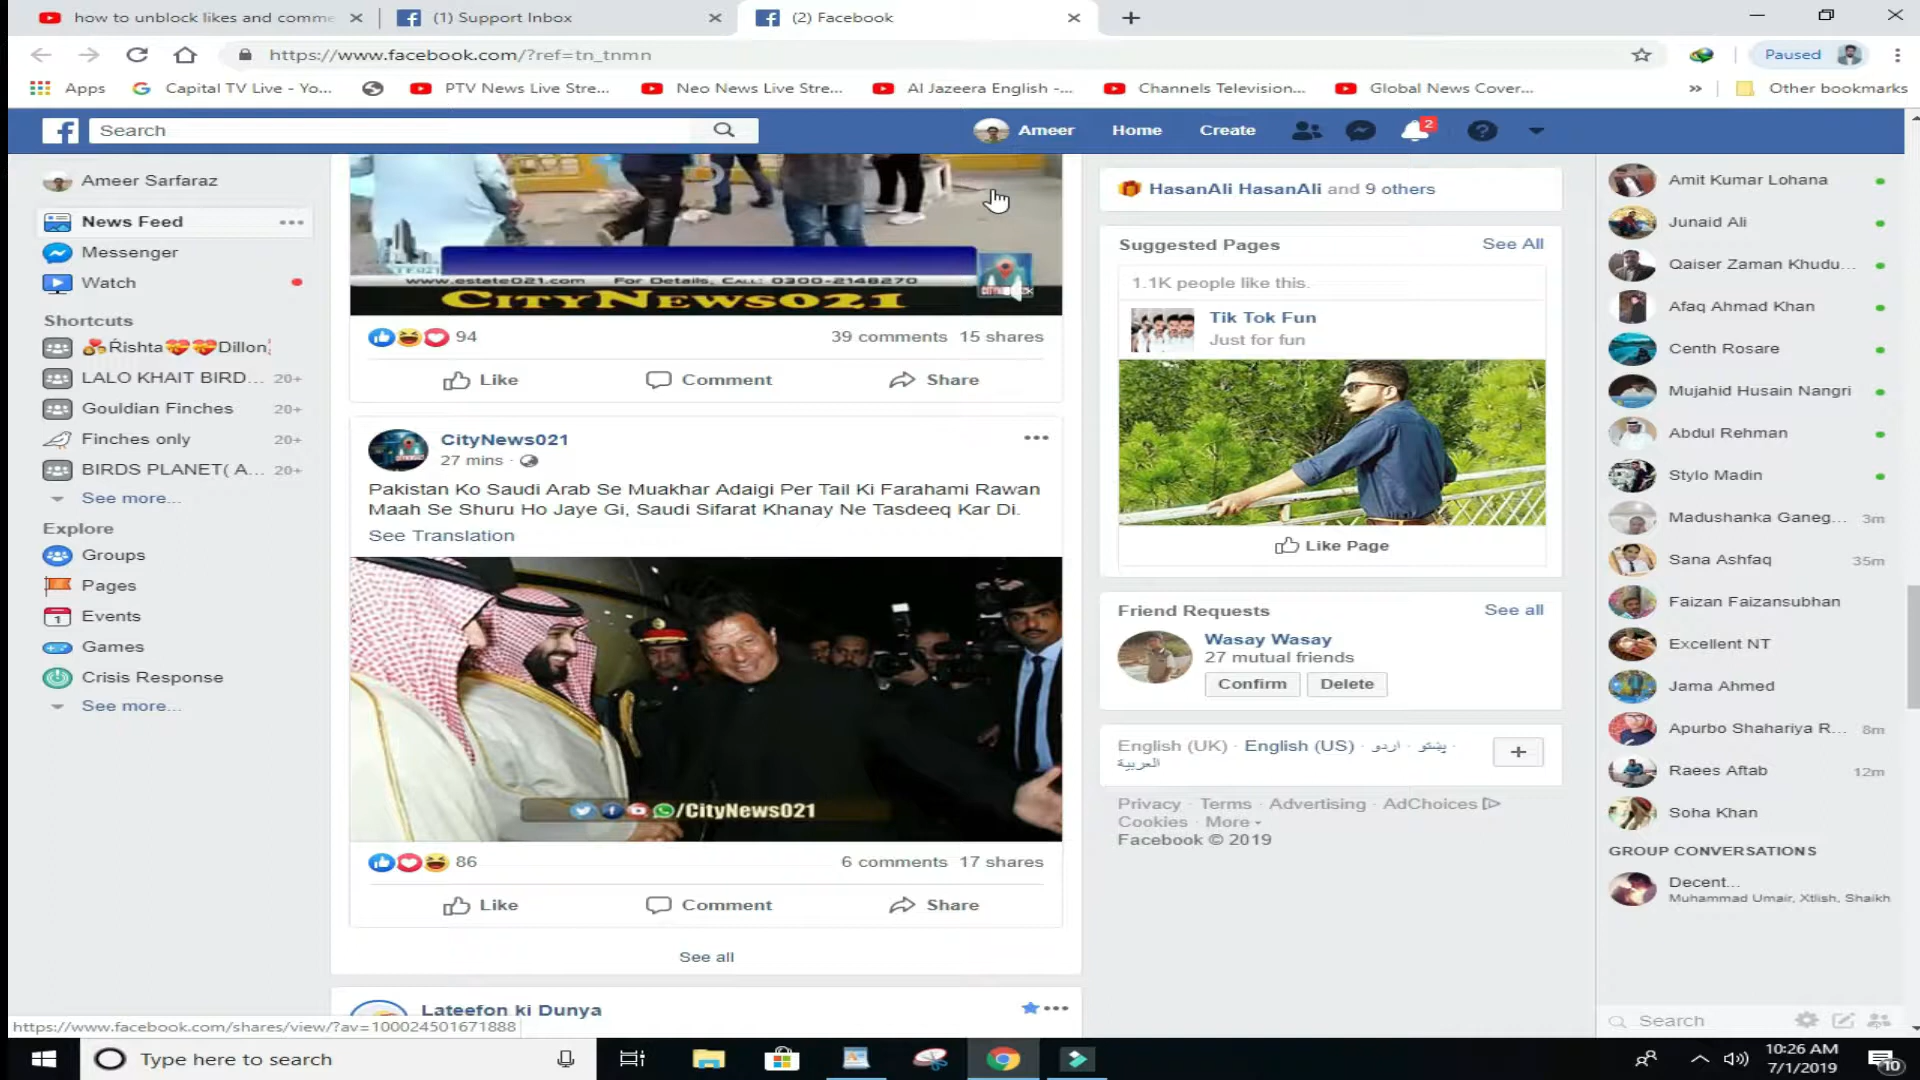 how to unblock likes and comme
(1) Support Inbox
(2) Facebook
https://www.facebook.com/?ref=tn_tnmn
Paused
Apps
Capital TV Live - Yo...
PTV News Live Stre...
Neo News Live Stre...
Al Jazeera English -...
Channels Television...
Global News Cover...
»
Other bookmarks
Search
Ameer
Home
Create
2
Ameer Sarfaraz
News Feed
Messenger
Watch
Shortcuts
Ŕishta💝💝Dillon
LALO KHAIT BIRD... 20+
Gouldian Finches 20+
Finches only 20+
BIRDS PLANET( A... 20+
See more...
Explore
Groups
Pages
Events
Games
Crisis Response
See more...
www.estate021.com For Details, Call: 0300-2148270
CITYNEWS021
94
39 comments 15 shares
Like
Comment
Share
CityNews021
27 mins ·
Pakistan Ko Saudi Arab Se Muakhar Adaigi Per Tail Ki Farahami Rawan
Maah Se Shuru Ho Jaye Gi, Saudi Sifarat Khanay Ne Tasdeeq Kar Di.
See Translation
/CityNews021
86
6 comments 17 shares
Like
Comment
Share
See all
Lateefon ki Dunya
https://www.facebook.com/shares/view/?av=100024501671888
HasanAli HasanAli and 9 others
Suggested Pages
See All
1.1K people like this.
Tik Tok Fun
Just for fun
Like Page
Friend Requests
See all
Wasay Wasay
27 mutual friends
Confirm
Delete
English (UK) · English (US) · اردو · پښتو ·
العربية
Privacy · Terms · Advertising · AdChoices
Cookies · More
Facebook © 2019
Amit Kumar Lohana
Junaid Ali
Qaiser Zaman Khudu...
Afaq Ahmad Khan
Centh Rosare
Mujahid Husain Nangri
Abdul Rehman
Stylo Madin
Madushanka Ganeg... 3m
Sana Ashfaq 35m
Faizan Faizansubhan
Excellent NT
Jama Ahmed
Apurbo Shahariya R... 8m
Raees Aftab 12m
Soha Khan
GROUP CONVERSATIONS
Decent...
Muhammad Umair, Xtlish, Shaikh
Search
Type here to search
10:26 AM
7/1/2019
10